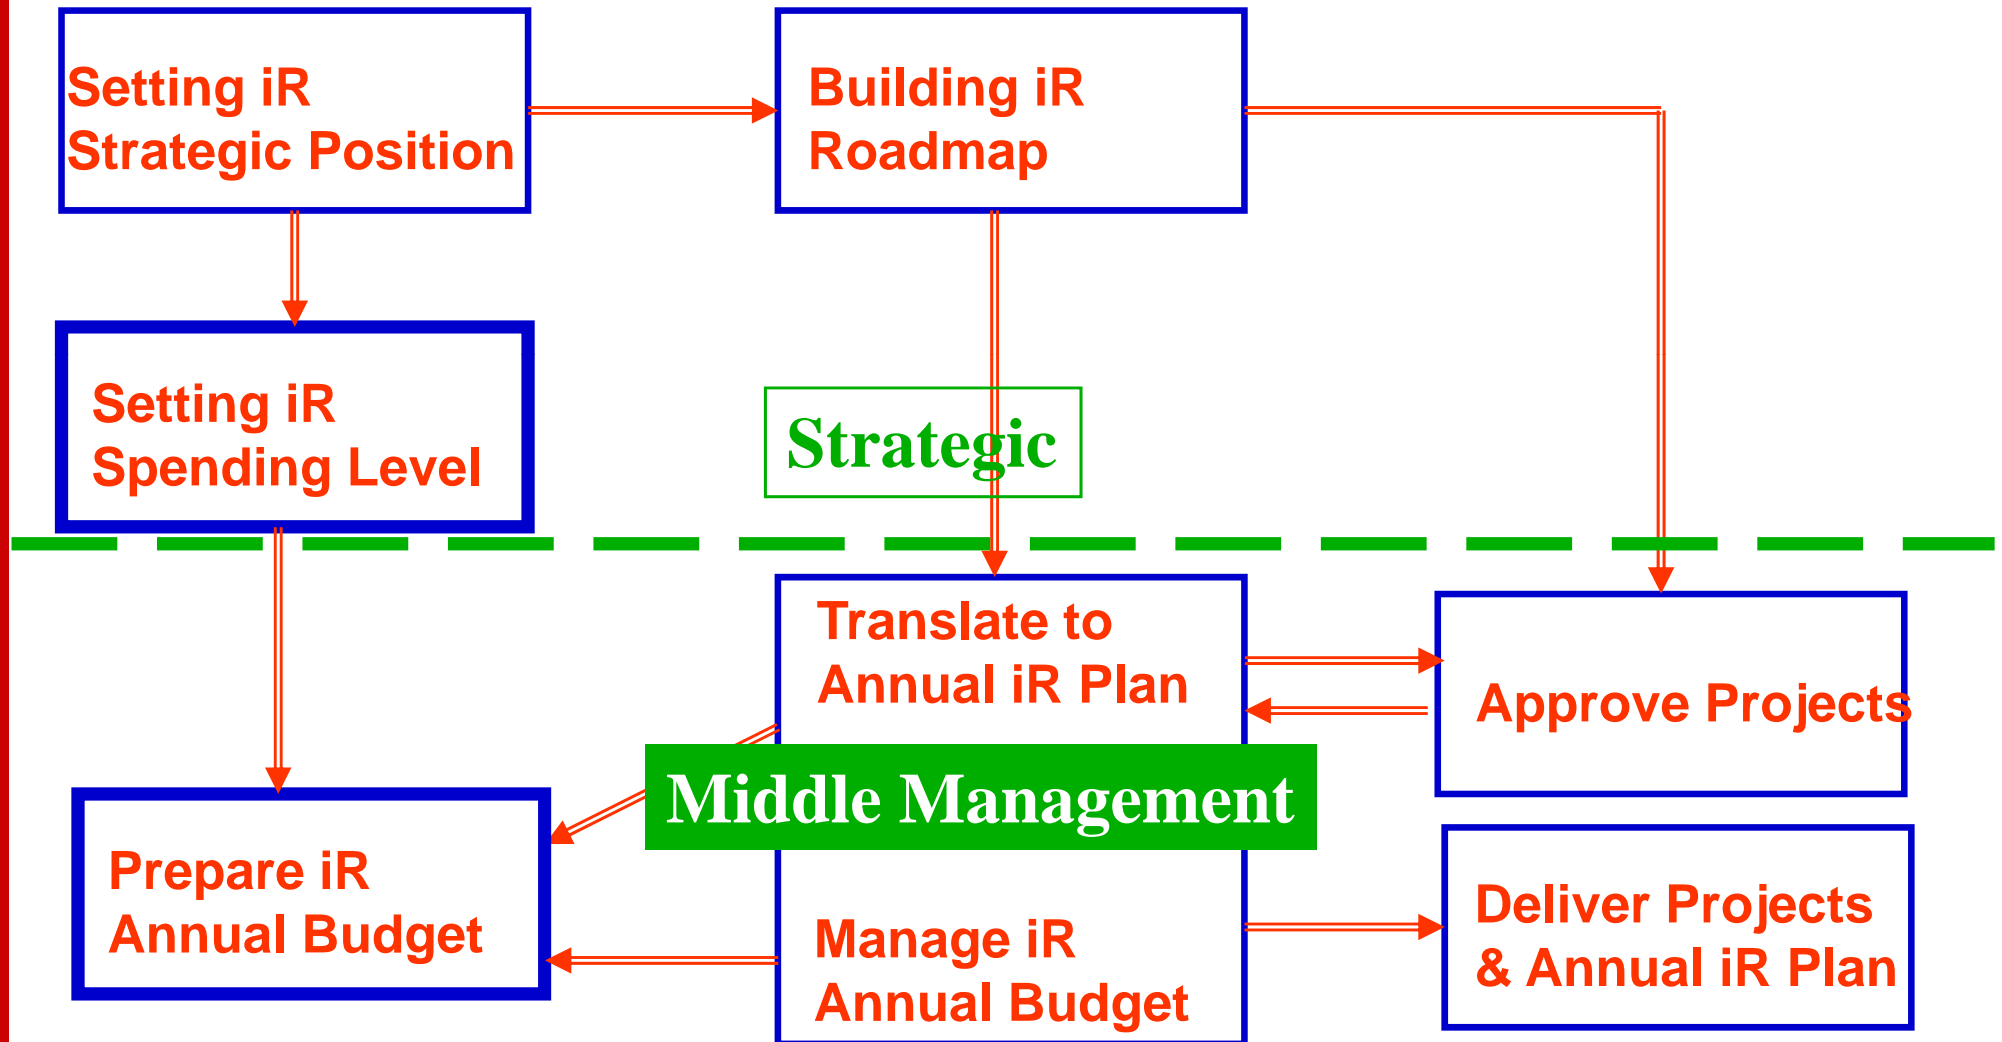 Setting iR
Strategic Position
Building iR
Roadmap
Setting iR
Spending Level
Strategic
Translate to
Annual iR Plan
Approve Projects
Middle Management
Prepare iR
Annual Budget
Manage iR
Annual Budget
Deliver Projects
& Annual iR Plan